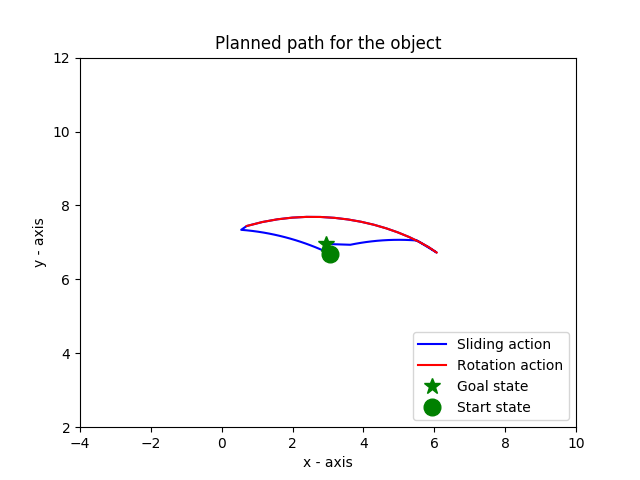 Planned path for the object
12
10
8
6
4
2
y - axis
−4
−2
0
2
4
6
8
10
x - axis
Sliding action
Rotation action
Goal state
Start state